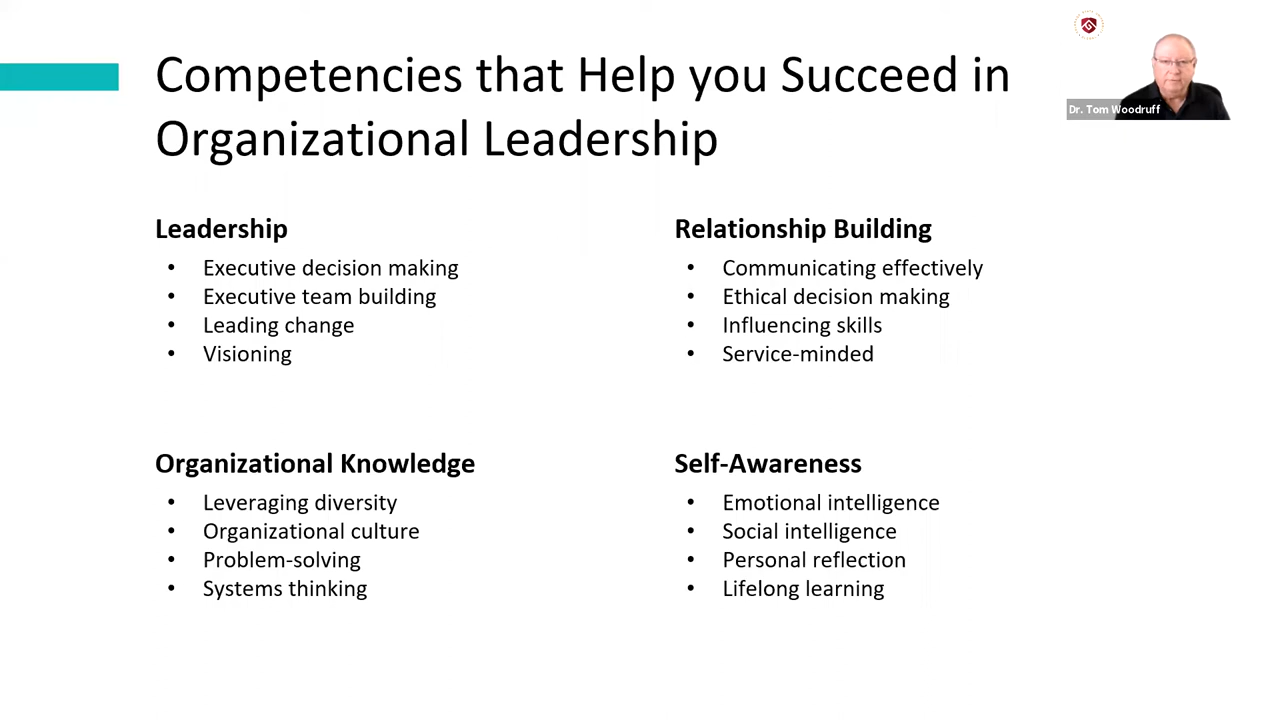 Competencies that Help you Succeed in
Organizational Leadership
Dr. Tom Woodruff
Leadership
• Executive decision making
• Executive team building
• Leading change
• Visioning
Relationship Building
• Communicating effectively
• Ethical decision making
• Influencing skills
• Service-minded
Organizational Knowledge
• Leveraging diversity
• Organizational culture
• Problem-solving
• Systems thinking
Self-Awareness
• Emotional intelligence
• Social intelligence
• Personal reflection
• Lifelong learning